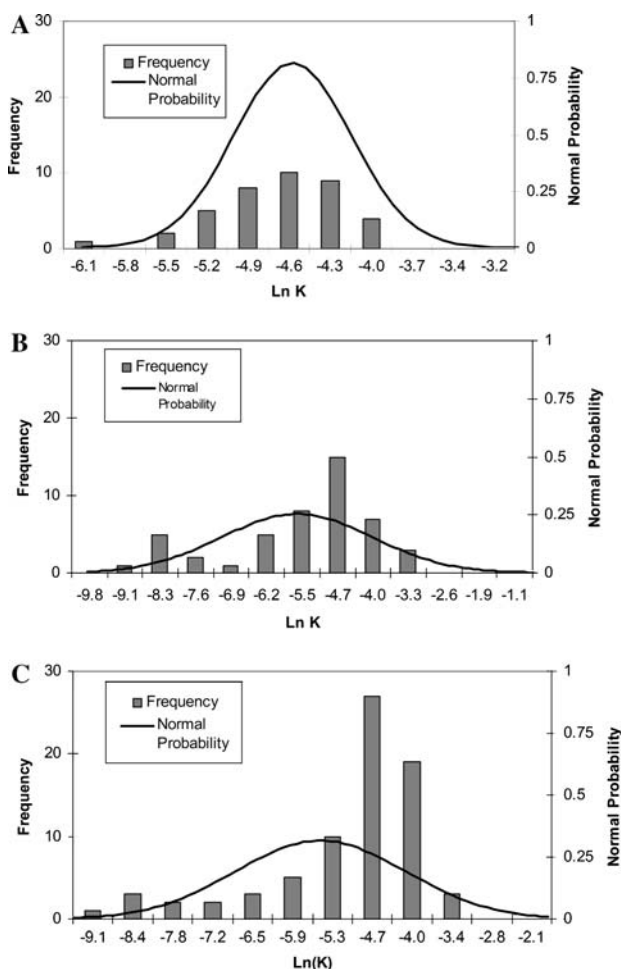 A
30
20
10
0
Frequency
Frequency
Normal
Probability
1
0.75
0.5
0.25
0
Normal Probability
-6.1 -5.8 -5.5 -5.2 -4.9 -4.6 -4.3 -4.0 -3.7 -3.4 -3.2
Ln K
B
30
20
10
0
Frequency
Frequency
Normal
Probability
1
0.75
0.5
0.25
0
Normal Probability
-9.8 -9.1 -8.3 -7.6 -6.9 -6.2 -5.5 -4.7 -4.0 -3.3 -2.6 -1.9 -1.1
Ln K
C
30
20
10
0
Frequency
Frequency
Normal
Probability
1
0.75
0.5
0.25
0
Normal Probability
-9.1 -8.4 -7.8 -7.2 -6.5 -5.9 -5.3 -4.7 -4.0 -3.4 -2.8 -2.1
Ln(K)